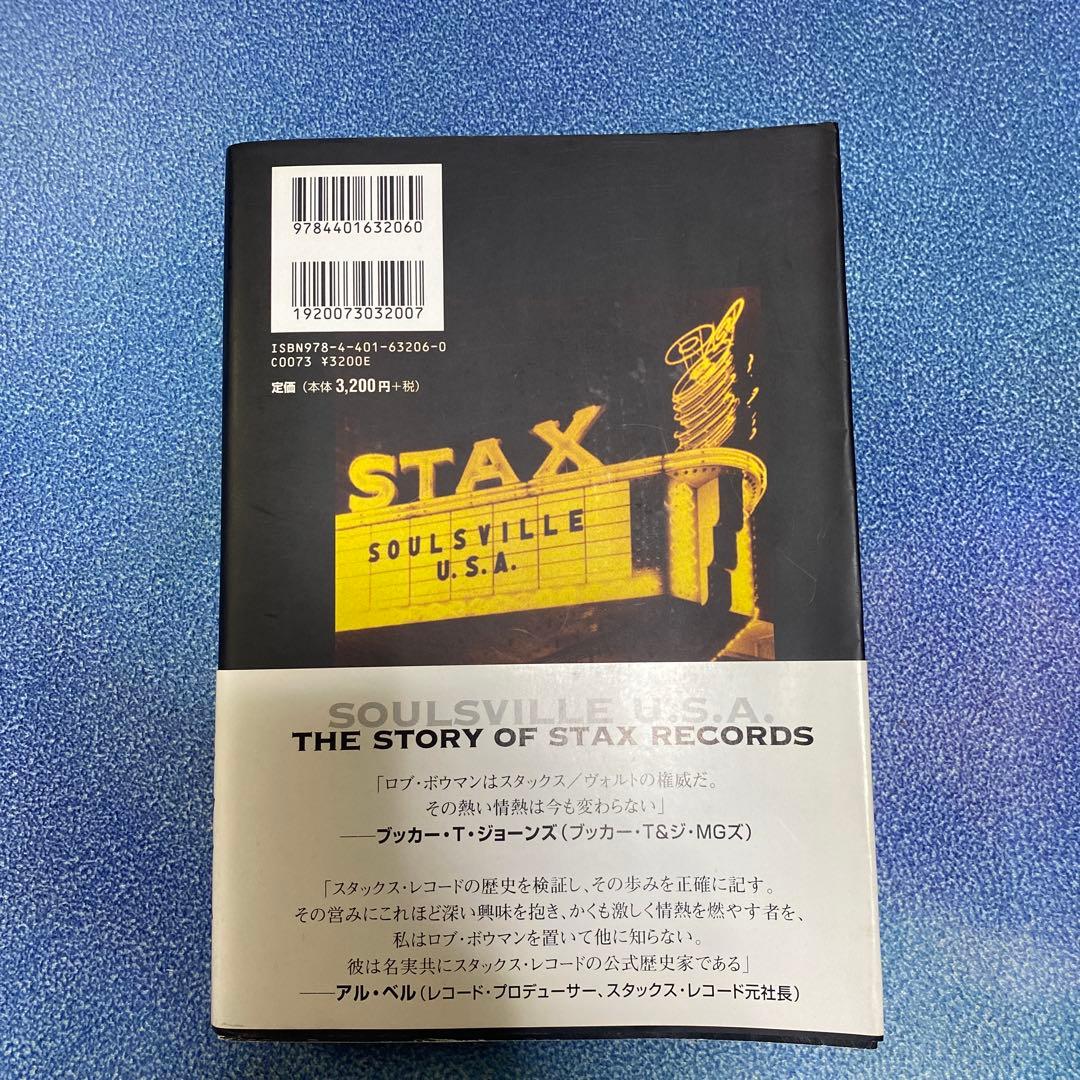 9784401632060
1920073032007
ISBN978-4-401-63206-0
C0073 ¥3200E
定価（本体3,200円＋税）
STAX
SOULSVILLE
U.S.A.
SOULSVILLE U.S.A.
THE STORY OF STAX RECORDS
「ロブ・ボウマンはスタックス／ヴォルトの権威だ。
その熱い情熱は今も変わらない」
──ブッカー・T・ジョーンズ（ブッカー・T&ジ・MGズ）
「スタックス・レコードの歴史を検証し、その歩みを正確に記す。
その営みにこれほど深い興味を抱き、かくも激しく情熱を燃やす者を、
私はロブ・ボウマンを置いて他に知らない。
彼は名実共にスタックス・レコードの公式歴史家である」
──アル・ベル（レコード・プロデューサー、スタックス・レコード元社長）